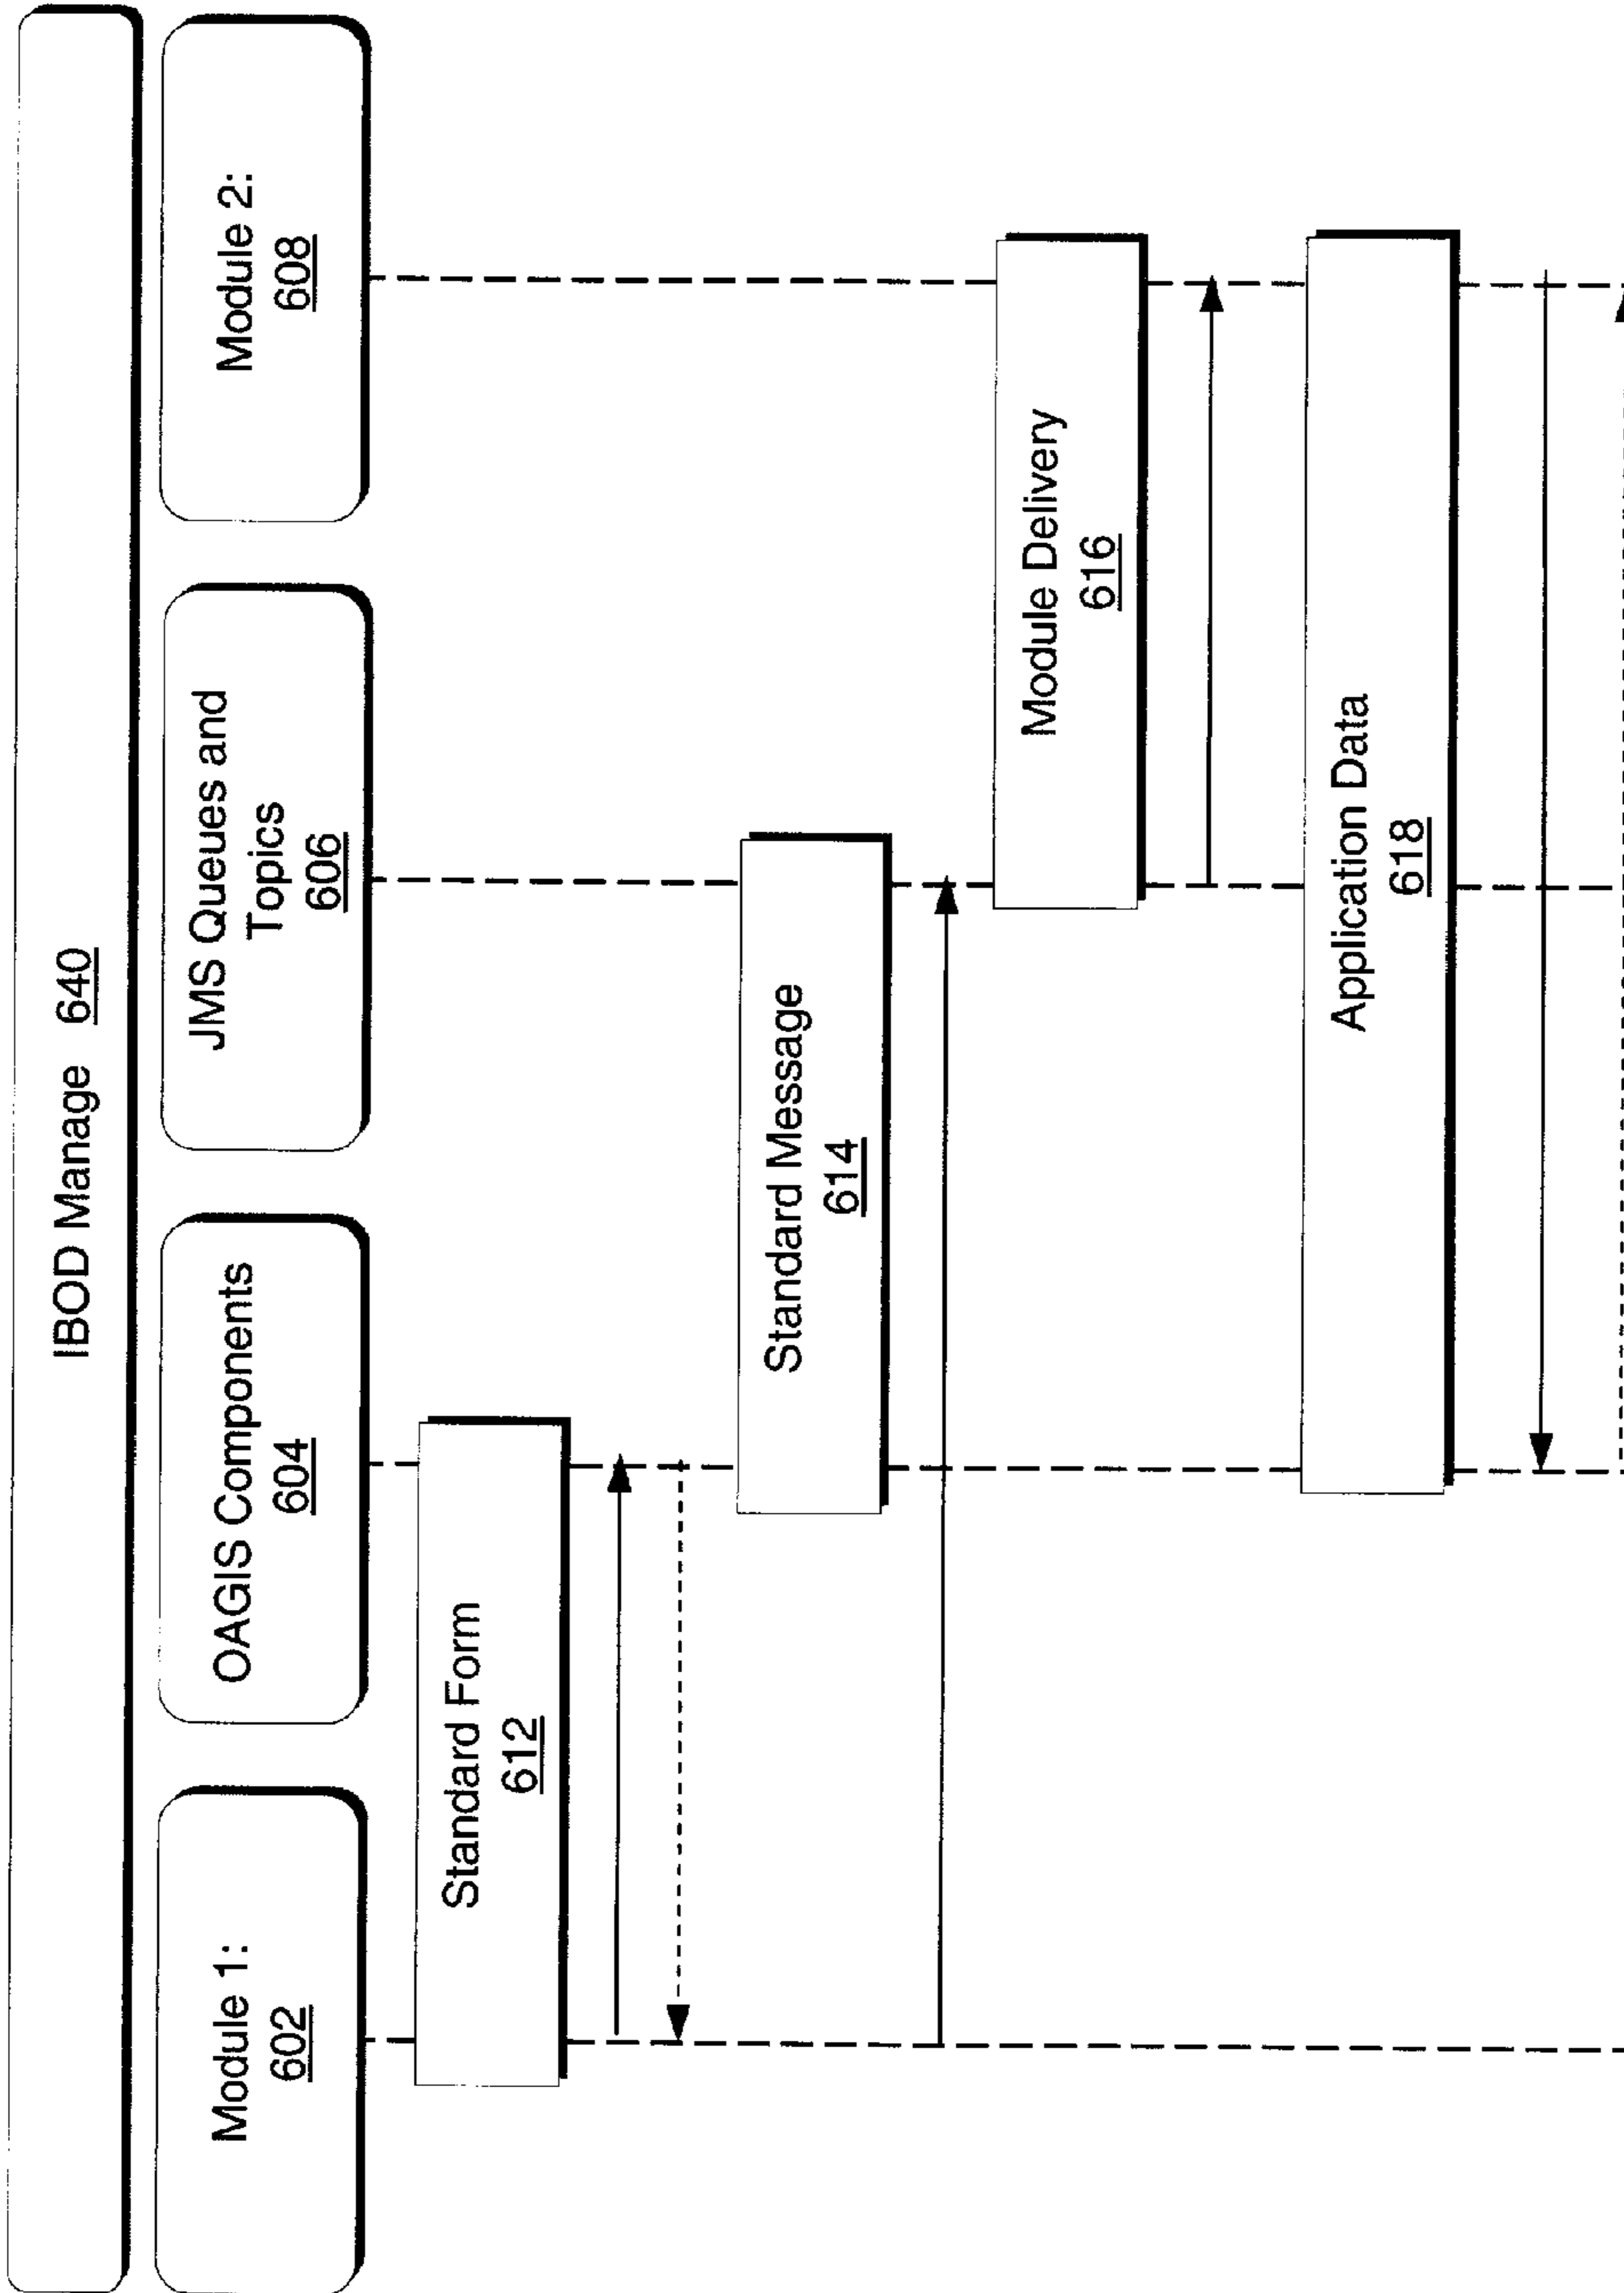 IBOD Manage 640
Module 1:
602
OAGIS Components
604
JMS Queues and
Topics
606
Module 2:
608
Standard Form
612
Standard Message
614
Module Delivery
616
Application Data
618